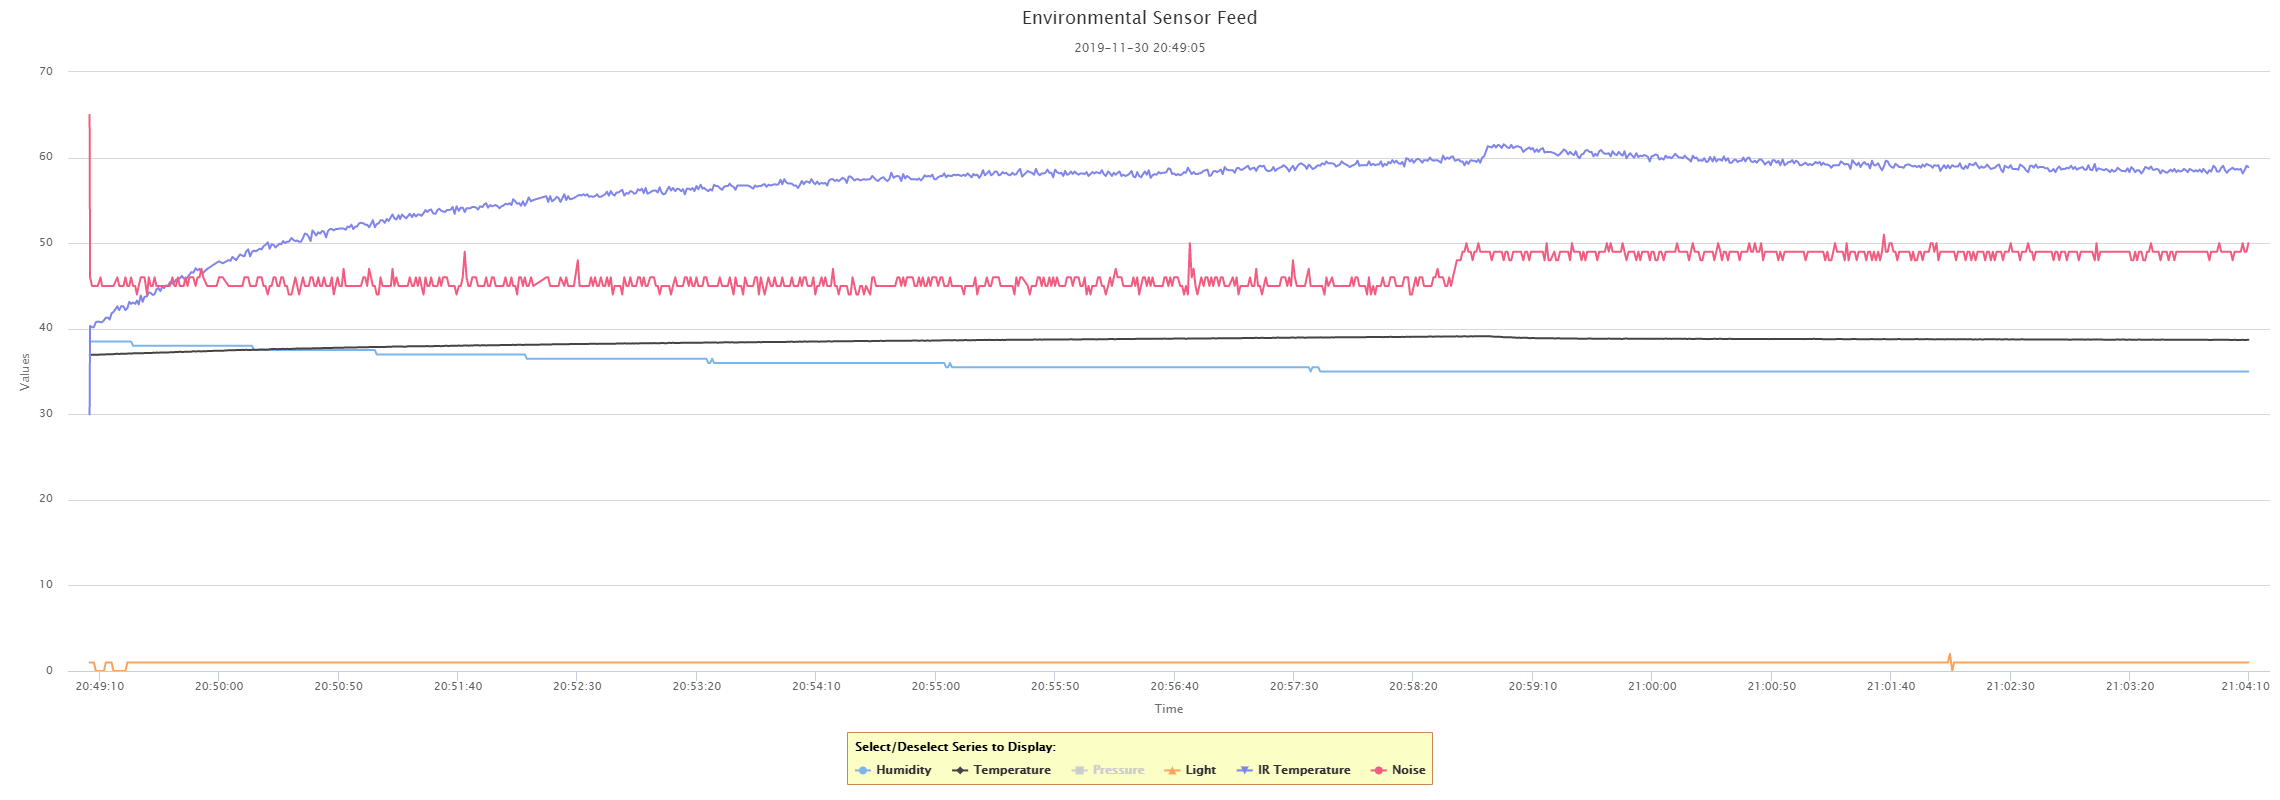 Environmental Sensor Feed
2019-11-30 20:49:05
70
60
50
40
30
20
10
0
Values
20:49:10 20:50:00 20:50:50 20:51:40 20:52:30 20:53:20 20:54:10 20:55:00 20:55:50 20:56:40 20:57:30 20:58:20 20:59:10 21:00:00 21:00:50 21:01:40 21:02:30 21:03:20 21:04:10
Time
Select/Deselect Series to Display:
Humidity Temperature Pressure Light IR Temperature Noise